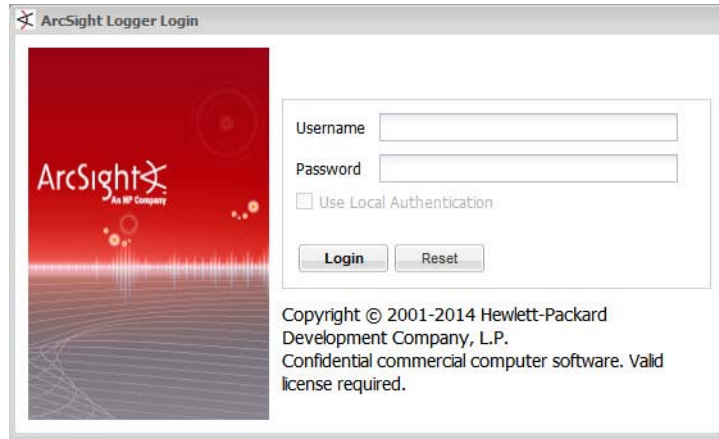 ArcSight Logger Login
ArcSight
An HP Company
Username
Password
Use Local Authentication
Login
Reset
Copyright © 2001-2014 Hewlett-Packard
Development Company, L.P.
Confidential commercial computer software. Valid
license required.